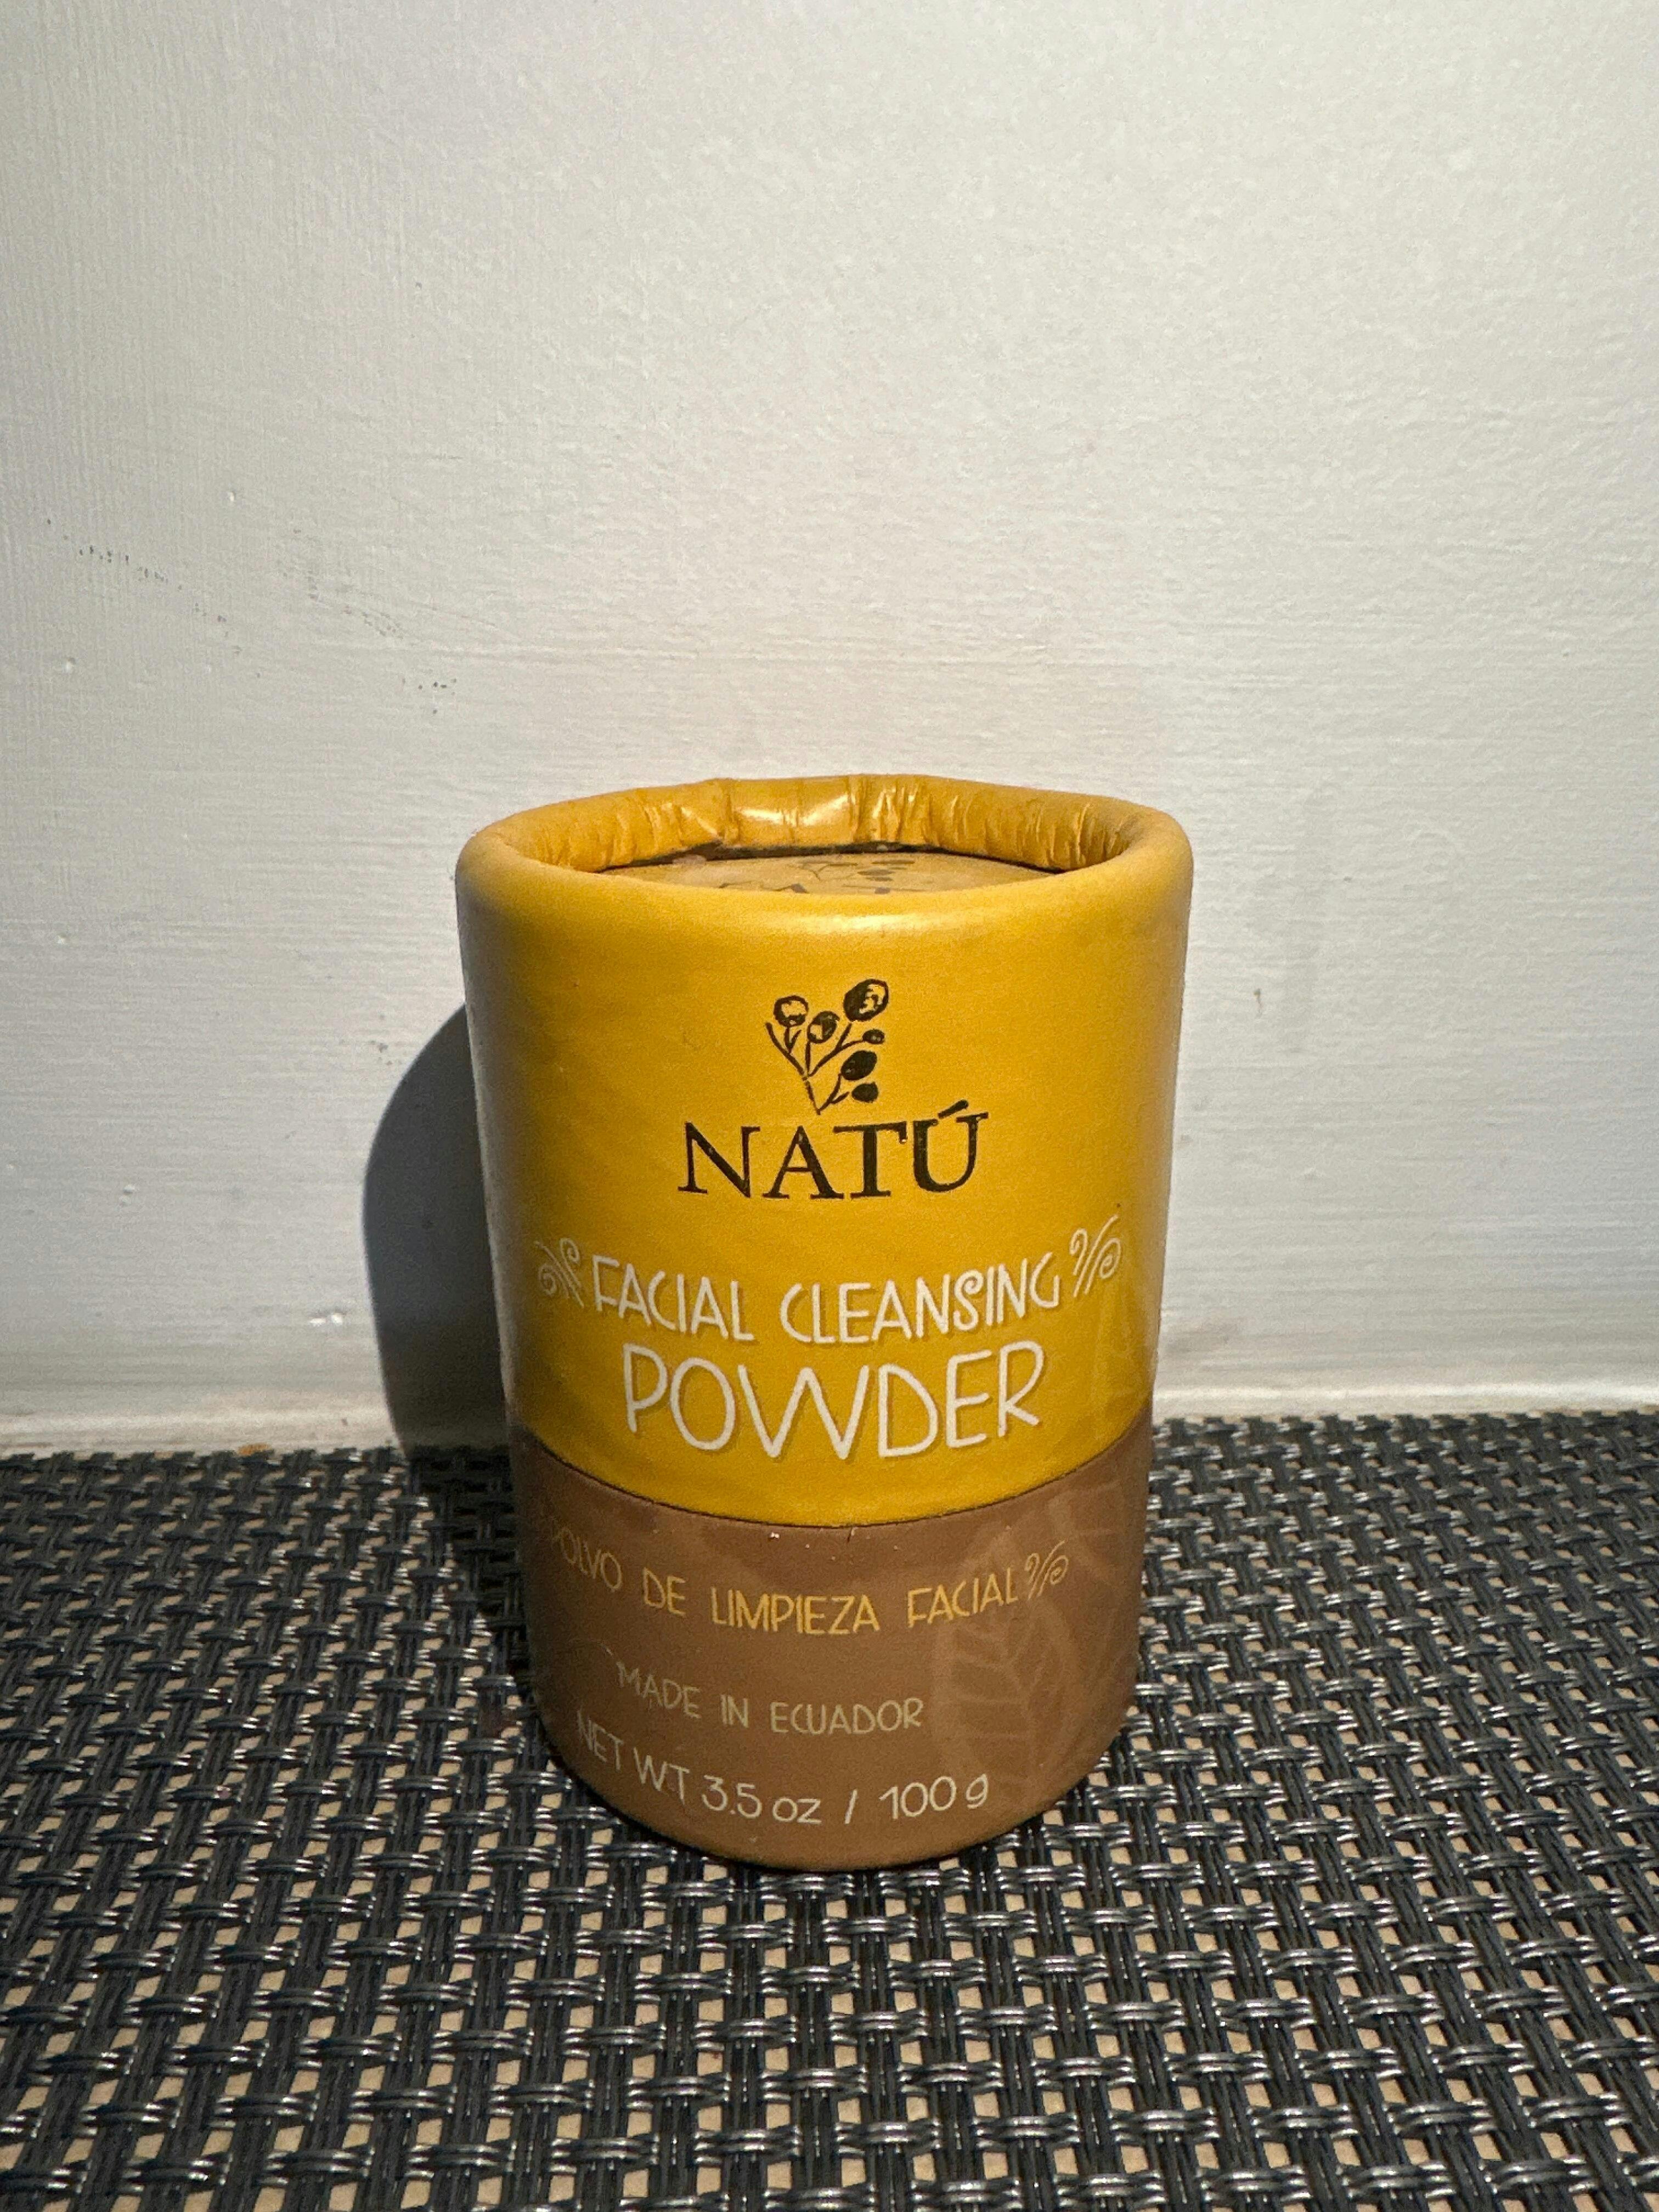 NATÚ
FACIAL CLEANSING
POWDER
POLVO DE LIMPIEZA FACIAL
MADE IN ECUADOR
NET WT 3.5 oz / 100 g